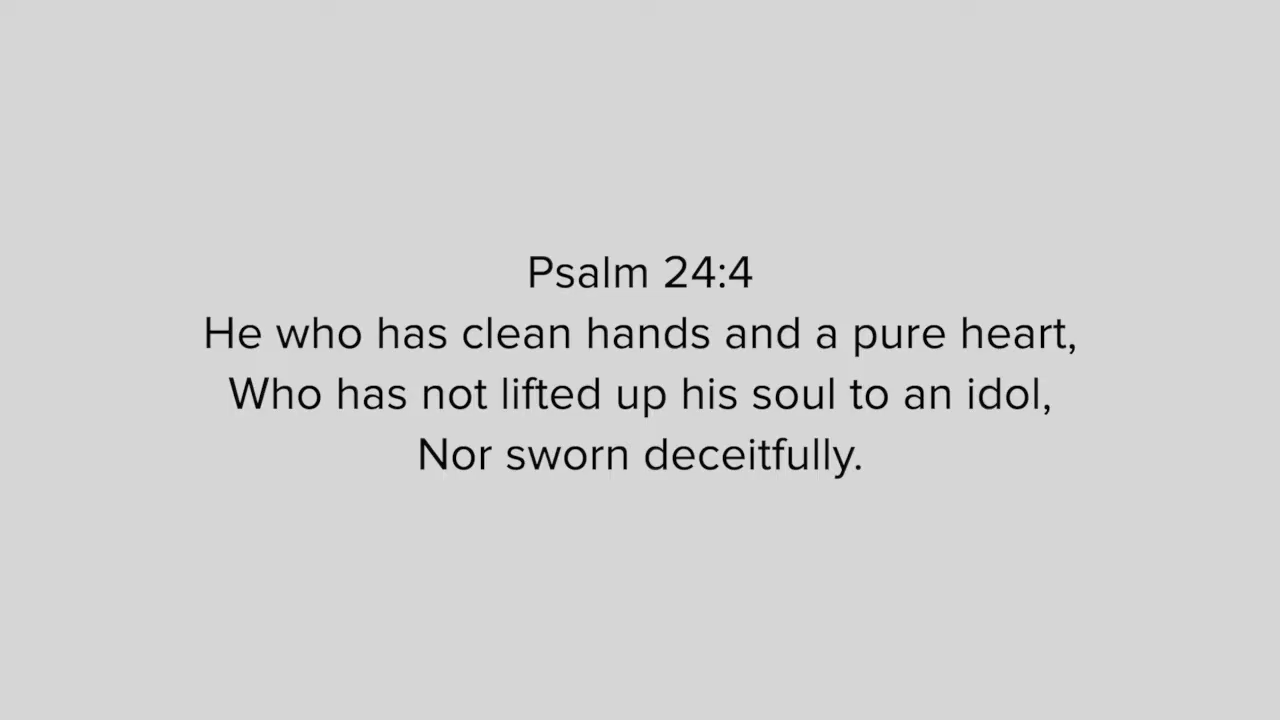 Psalm 24:4
He who has clean hands and a pure heart,
Who has not lifted up his soul to an idol,
Nor sworn deceitfully.